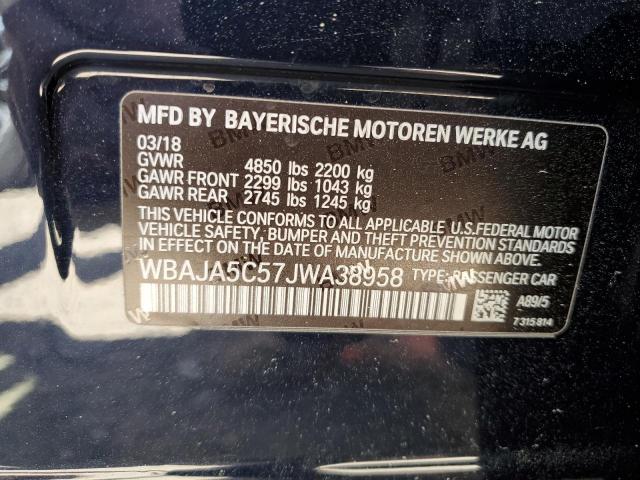 MFD BY BAYERISCHE MOTOREN WERKE AG
03/18
GVWR 4850 lbs 2200 kg
GAWR FRONT 2299 lbs 1043 kg
GAWR REAR 2745 lbs 1245 kg
THIS VEHICLE CONFORMS TO ALL APPLICABLE U.S.FEDERAL MOTOR
VEHICLE SAFETY, BUMPER AND THEFT PREVENTION STANDARDS
IN EFFECT ON THE DATE OF MANUFACTURE SHOWN ABOVE.
WBAJA5C57JWA38958 TYPE: PASSENGER CAR
A89/5
7315814